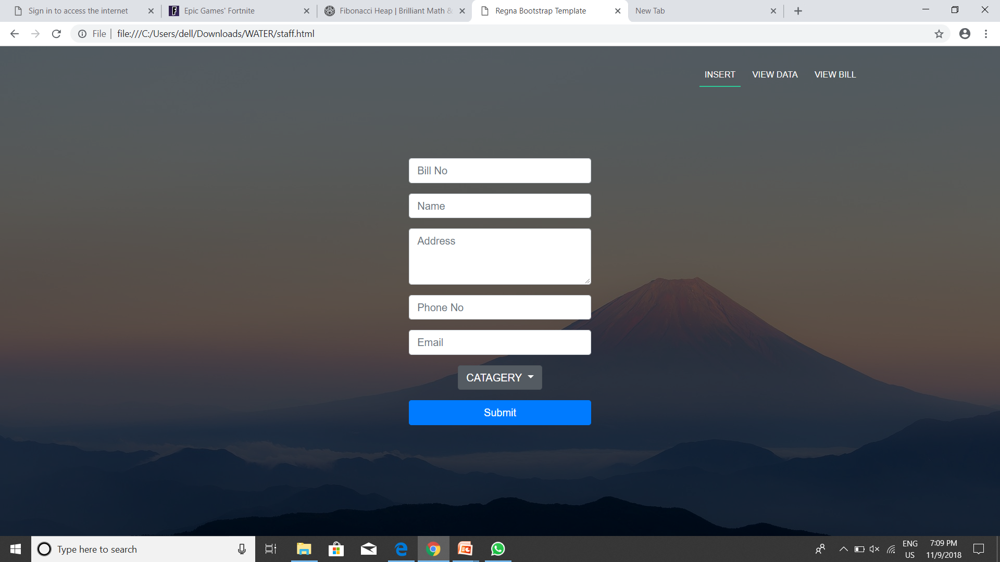 Sign in to access the internet
Epic Games' Fortnite
Fibonacci Heap | Brilliant Math &
Regna Bootstrap Template
New Tab
File | file:///C:/Users/dell/Downloads/WATER/staff.html
INSERT VIEW DATA VIEW BILL
Bill No
Name
Address
Phone No
Email
CATAGERY
Submit
Type here to search
ENG
US
7:09 PM
11/9/2018